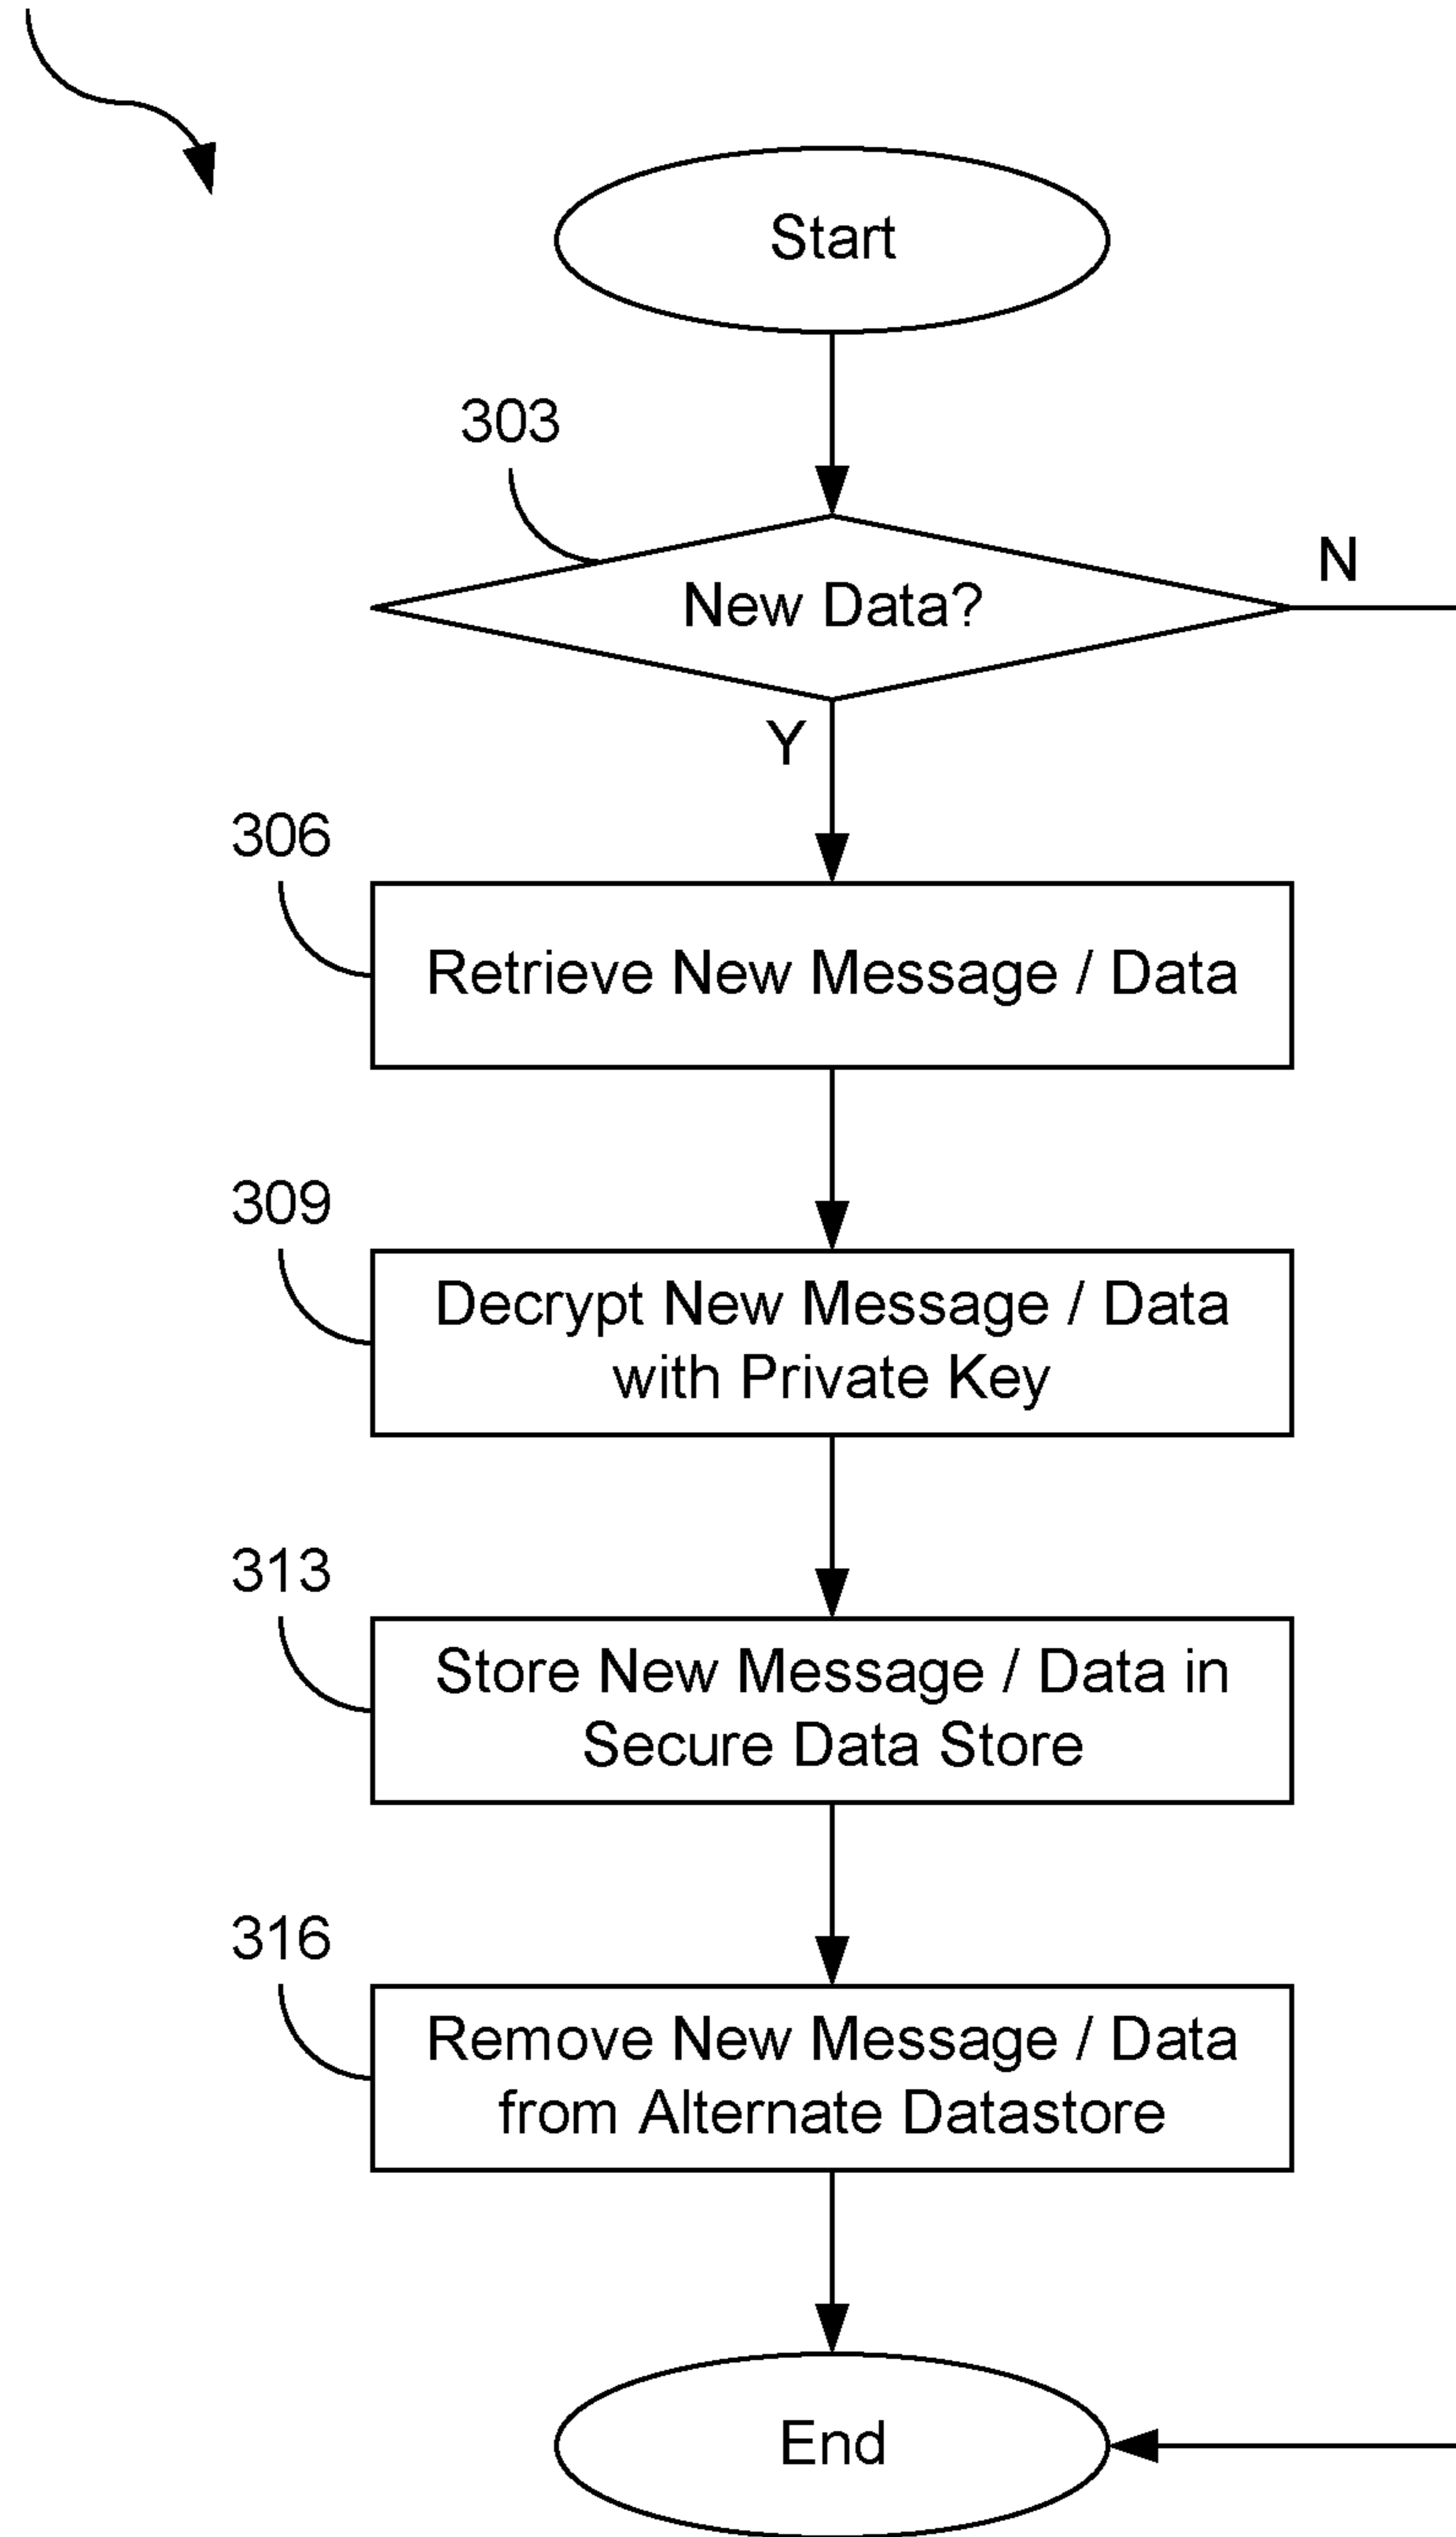 Start
303
New Data?
N
Y
306
Retrieve New Message / Data
309
Decrypt New Message / Data
with Private Key
313
Store New Message / Data in
Secure Data Store
316
Remove New Message / Data
from Alternate Datastore
End